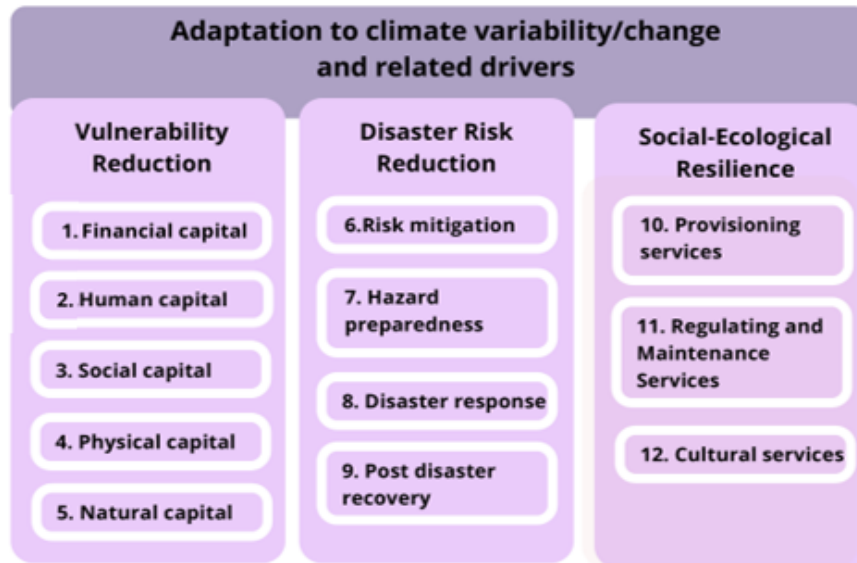 Adaptation to climate variability/change
and related drivers
Vulnerability
Reduction
1. Financial capital
2. Human capital
3. Social capital
4. Physical capital
5. Natural capital
Disaster Risk
Reduction
6.Risk mitigation
7. Hazard
preparedness
8. Disaster response
9. Post disaster
recovery
Social-Ecological
Resilience
10. Provisioning
services
11. Regulating and
Maintenance
Services
12. Cultural services